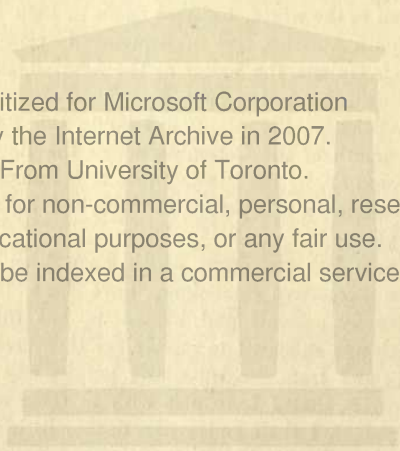 itized for Microsoft Corporation
y the Internet Archive in 2007.
From University of Toronto.
for non-commercial, personal, rese
cational purposes, or any fair use.
be indexed in a commercial service